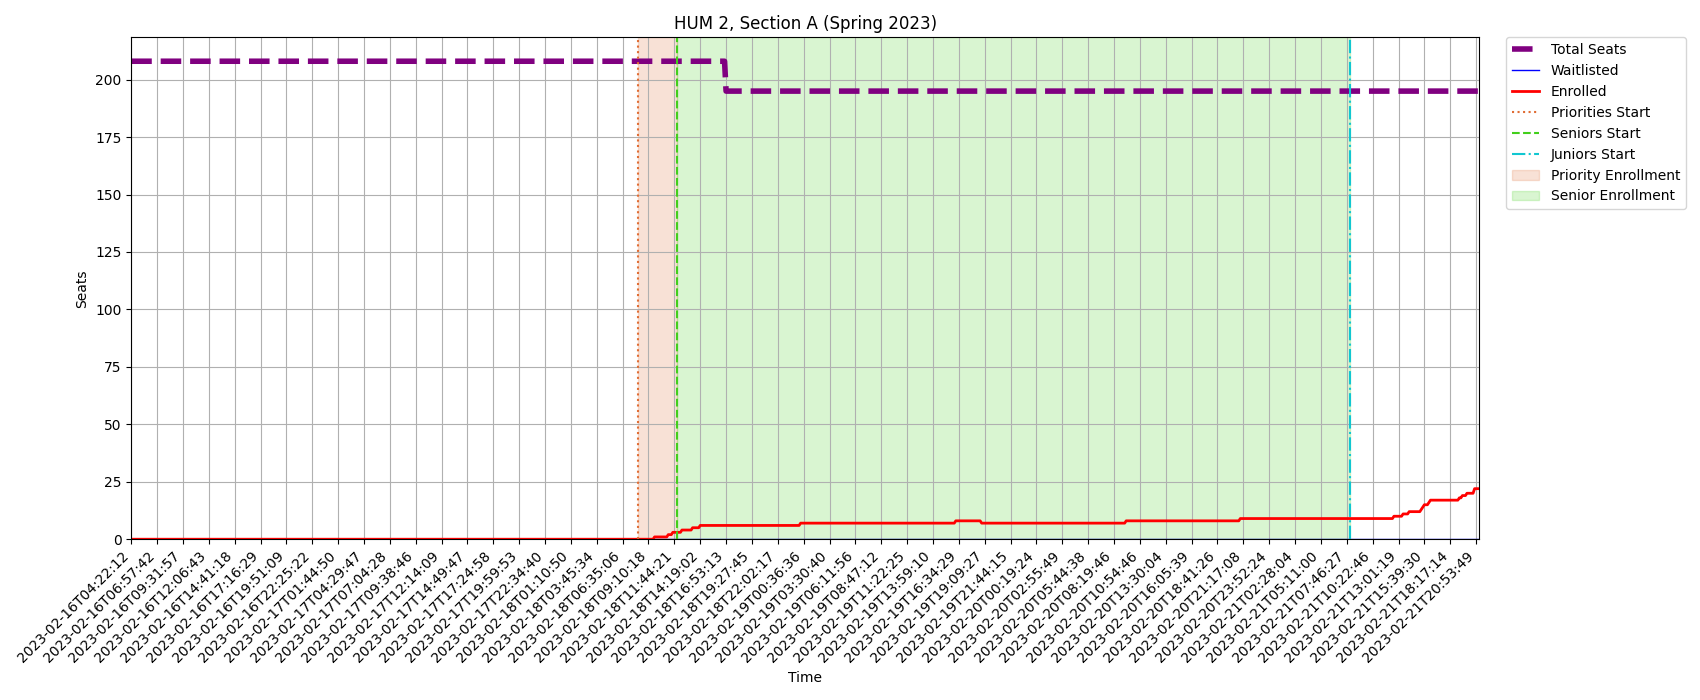 HUM 2, Section A (Spring 2023)
Seats
200
175
150
125
100
75
50
25
0
2023-02-16T04:22:12
2023-02-16T06:57:42
2023-02-16T09:31:57
2023-02-16T12:06:43
2023-02-16T14:41:18
2023-02-16T17:16:29
2023-02-16T19:51:09
2023-02-16T22:25:22
2023-02-17T01:44:50
2023-02-17T04:29:47
2023-02-17T07:04:28
2023-02-17T09:38:46
2023-02-17T12:14:09
2023-02-17T14:49:47
2023-02-17T17:24:58
2023-02-17T19:59:53
2023-02-17T22:34:40
2023-02-18T01:10:50
2023-02-18T03:45:34
2023-02-18T06:35:06
2023-02-18T09:10:18
2023-02-18T11:44:21
2023-02-18T14:19:02
2023-02-18T16:53:13
2023-02-18T19:27:45
2023-02-18T22:02:17
2023-02-19T00:36:36
2023-02-19T03:30:40
2023-02-19T06:11:56
2023-02-19T08:47:12
2023-02-19T11:22:25
2023-02-19T13:59:10
2023-02-19T16:34:29
2023-02-19T19:09:27
2023-02-19T21:44:15
2023-02-20T00:19:24
2023-02-20T02:55:49
2023-02-20T05:44:38
2023-02-20T08:19:46
2023-02-20T10:54:46
2023-02-20T13:30:04
2023-02-20T16:05:39
2023-02-20T18:41:26
2023-02-20T21:17:08
2023-02-20T23:52:24
2023-02-21T02:28:04
2023-02-21T05:11:00
2023-02-21T07:46:27
2023-02-21T10:22:46
2023-02-21T13:01:19
2023-02-21T15:39:30
2023-02-21T18:17:14
2023-02-21T20:53:49
Time
Total Seats
Waitlisted
Enrolled
Priorities Start
Seniors Start
Juniors Start
Priority Enrollment
Senior Enrollment